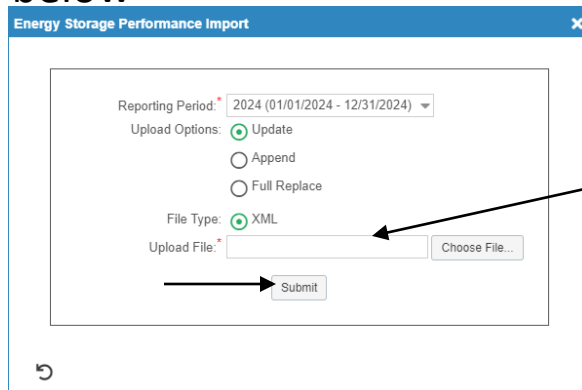 below
Energy Storage Performance Import
Reporting Period:* 2024 (01/01/2024 - 12/31/2024)
Upload Options: Update
Append
Full Replace
File Type: XML
Upload File:* Choose File...
Submit